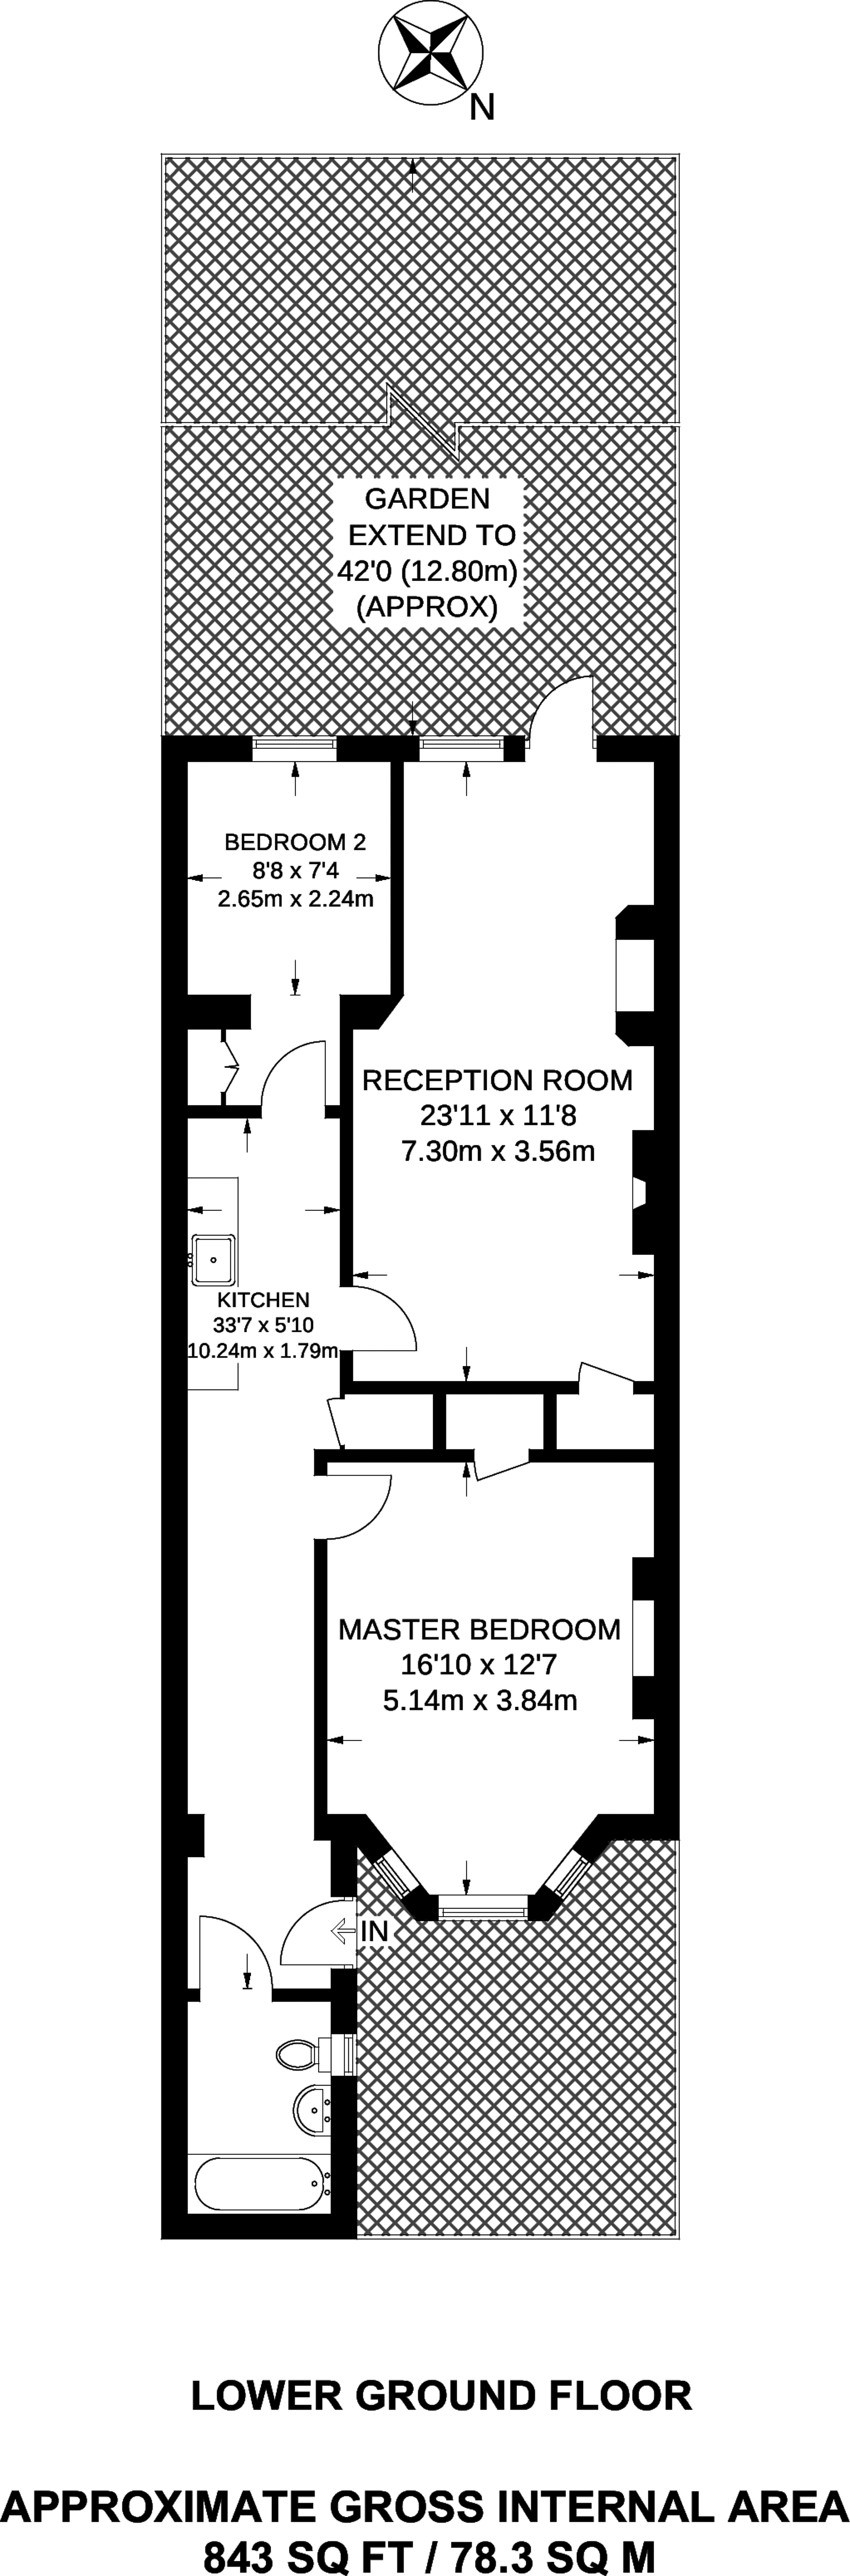 N
GARDEN
EXTEND TO
42'0 (12.80m)
(APPROX)
BEDROOM 2
8'8 x 7'4
2.65m x 2.24m
RECEPTION ROOM
23'11 x 11'8
7.30m x 3.56m
KITCHEN
33'7 x 5'10
10.24m x 1.79m
MASTER BEDROOM
16'10 x 12'7
5.14m x 3.84m
IN
LOWER GROUND FLOOR
APPROXIMATE GROSS INTERNAL AREA
843 SQ FT / 78.3 SQ M